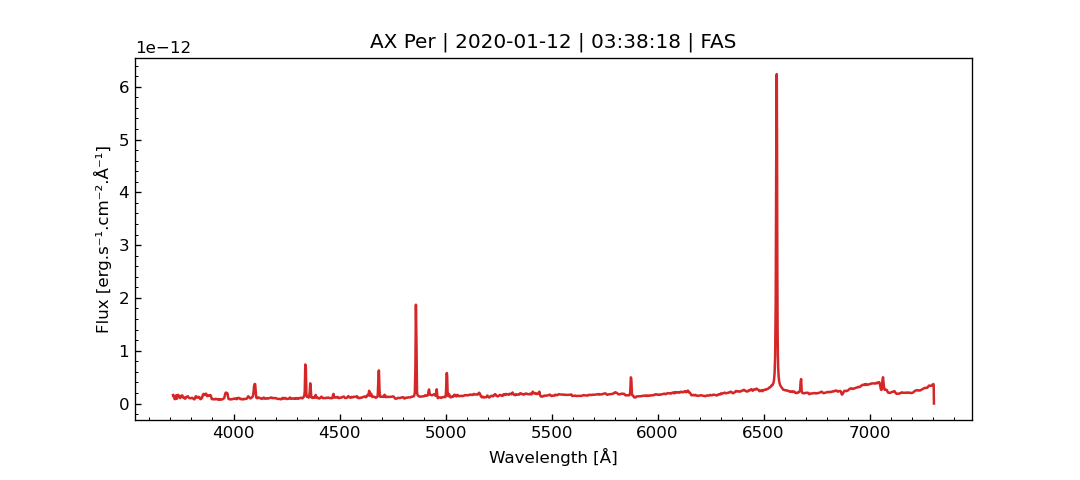 AX Per | 2020-01-12 | 03:38:18 | FAS
1e−12
6
5
4
3
2
1
0
Flux [erg.s⁻¹.cm⁻².Å⁻¹]
4000 4500 5000 5500 6000 6500 7000
Wavelength [Å]